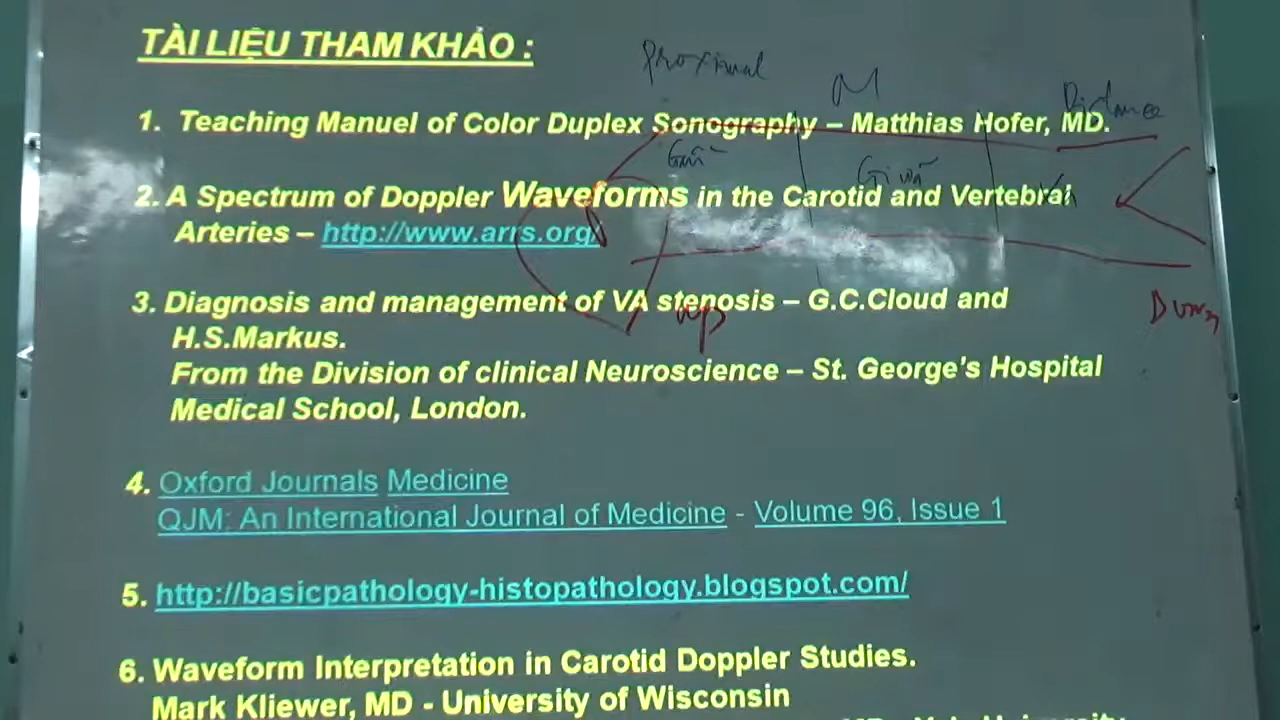 TÀI LIỆU THAM KHẢO :
Proximal
M
1. Teaching Manuel of Color Duplex Sonography – Matthias Hofer, MD.
2. A Spectrum of Doppler Waveforms in the Carotid and Vertebral
Arteries – http://www.arrs.org/
3. Diagnosis and management of VA stenosis – G.C.Cloud and
H.S.Markus.
From the Division of clinical Neuroscience – St. George's Hospital
Medical School, London.
4. Oxford Journals Medicine
QJM: An International Journal of Medicine - Volume 96, Issue 1
5. http://basicpathology-histopathology.blogspot.com/
6. Waveform Interpretation in Carotid Doppler Studies.
Mark Kliewer, MD - University of Wisconsin